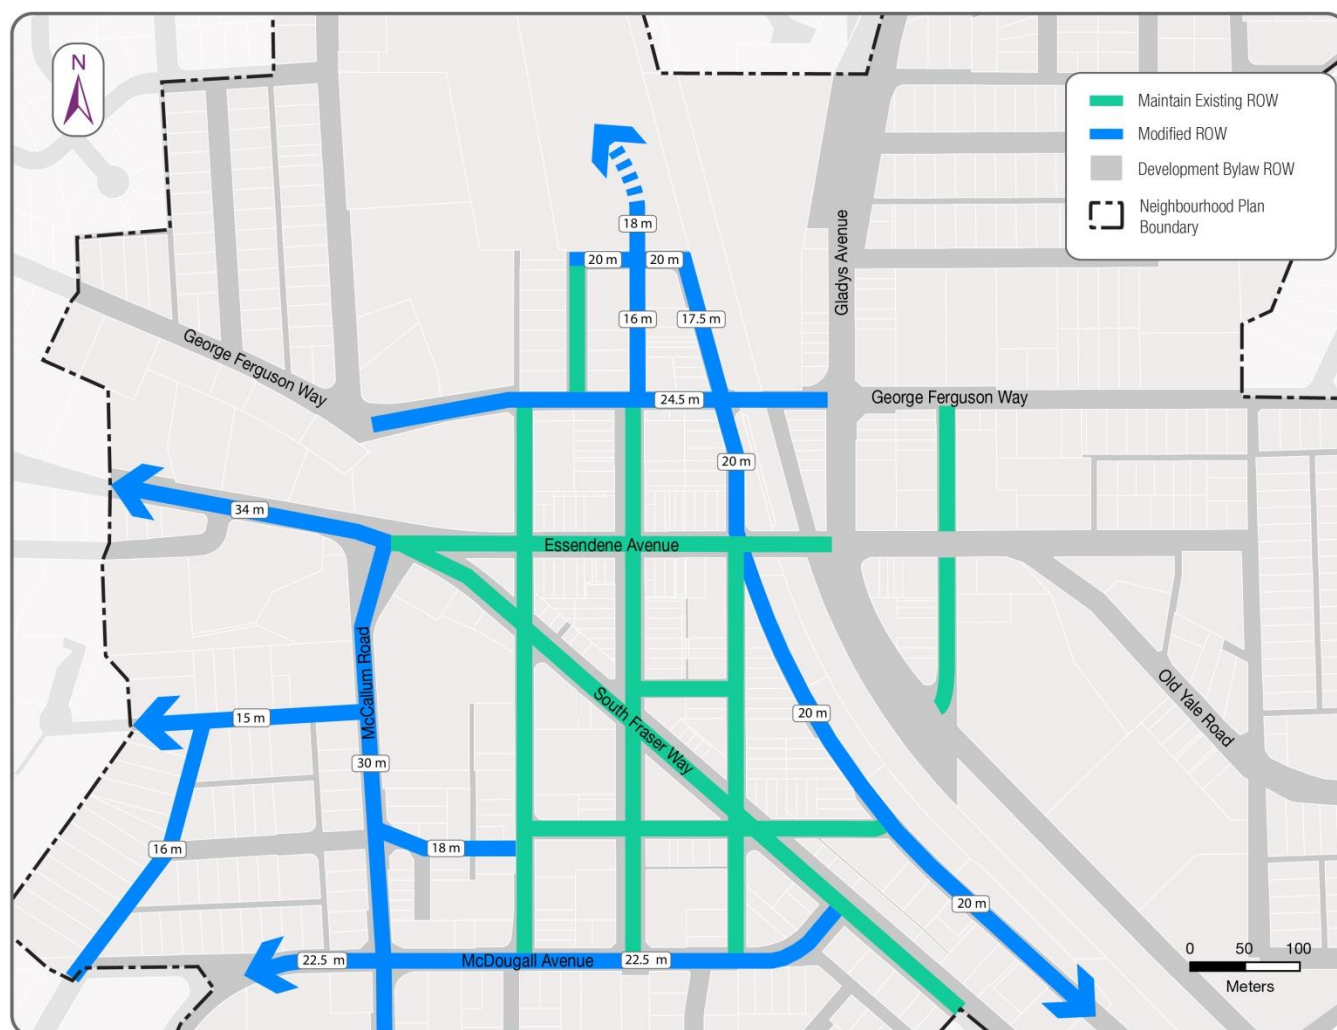 N
Maintain Existing ROW
Modified ROW
Development Bylaw ROW
Neighbourhood Plan
Boundary
18 m
20 m
20 m
16 m
17.5 m
Gladys Avenue
George Ferguson Way
24.5 m
George Ferguson Way
20 m
34 m
Essendene Avenue
McCallum Road
South Fraser Way
Old Yale Road
15 m
20 m
30 m
16 m
18 m
20 m
22.5 m
McDougall Avenue
22.5 m
0 50 100
Meters